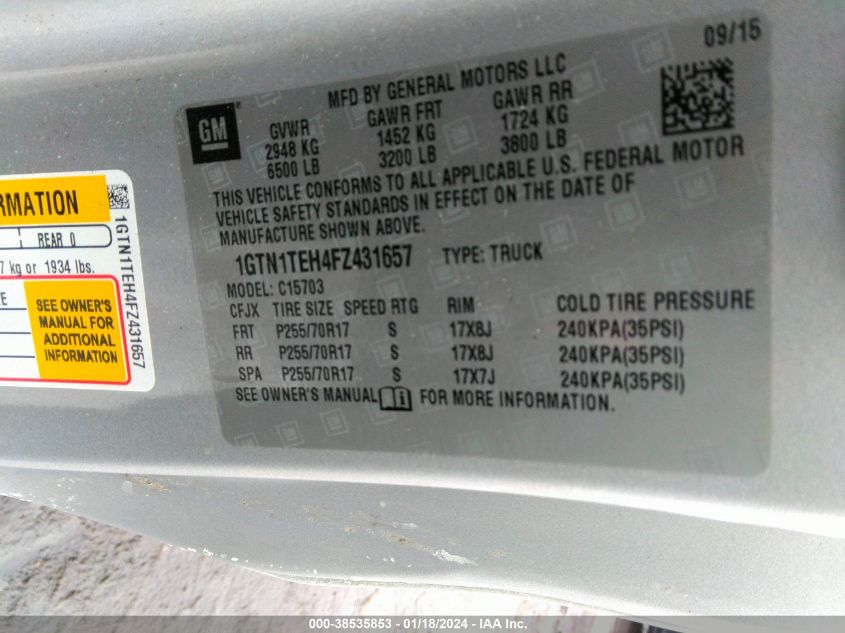 09/15
MFD BY GENERAL MOTORS LLC
GM
GVWR GAWR FRT GAWR RR
2948 KG 1452 KG 1724 KG
6500 LB 3200 LB 3800 LB
THIS VEHICLE CONFORMS TO ALL APPLICABLE U.S. FEDERAL MOTOR
VEHICLE SAFETY STANDARDS IN EFFECT ON THE DATE OF
MANUFACTURE SHOWN ABOVE.
1GTN1TEH4FZ431657 TYPE: TRUCK
MODEL: C15703
CFJX TIRE SIZE SPEED RTG RIM COLD TIRE PRESSURE
FRT P255/70R17 S 17X8J 240KPA(35PSI)
RR P255/70R17 S 17X8J 240KPA(35PSI)
SPA P255/70R17 S 17X7J 240KPA(35PSI)
SEE OWNER'S MANUAL FOR MORE INFORMATION.
RMATION
REAR 0
7 kg or 1934 lbs.
E
SEE OWNER'S
MANUAL FOR
ADDITIONAL
INFORMATION
1GTN1TEH4FZ431657
000-38535853 - 01/18/2024 - IAA Inc.